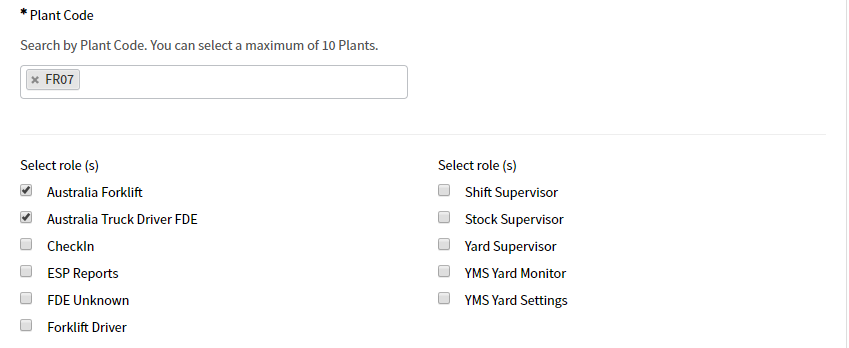 * Plant Code
Search by Plant Code. You can select a maximum of 10 Plants.
× FR07
Select role (s)
Australia Forklift
Australia Truck Driver FDE
CheckIn
ESP Reports
FDE Unknown
Forklift Driver
Select role (s)
Shift Supervisor
Stock Supervisor
Yard Supervisor
YMS Yard Monitor
YMS Yard Settings